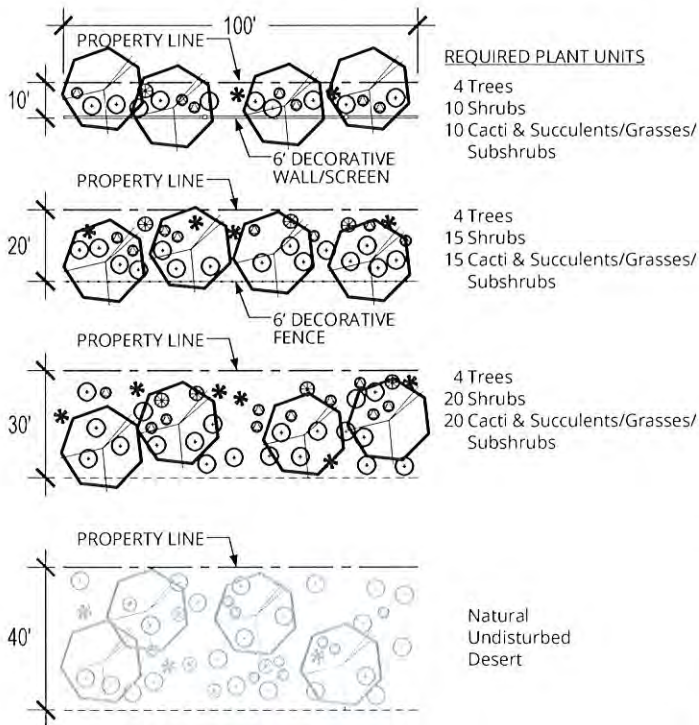 100'
PROPERTY LINE
REQUIRED PLANT UNITS
10'
4 Trees
10 Shrubs
10 Cacti & Succulents/Grasses/
Subshrubs
6' DECORATIVE
WALL/SCREEN
PROPERTY LINE
20'
4 Trees
15 Shrubs
15 Cacti & Succulents/Grasses/
Subshrubs
6' DECORATIVE
FENCE
PROPERTY LINE
30'
4 Trees
20 Shrubs
20 Cacti & Succulents/Grasses/
Subshrubs
PROPERTY LINE
40'
Natural
Undisturbed
Desert